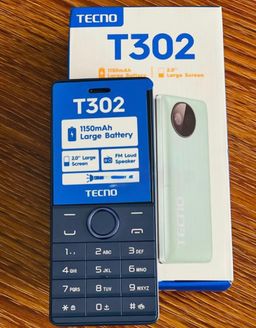 TECNO
T302
1150mAh
Large Battery
2.0" Large
Screen
T302
1150mAh
Large Battery
2.0" Large
Screen
FM Loud
Speaker
TECNO
TECNO
1
2 ABC
3 DEF
4 GHI
5 JKL
6 MNO
7 PQRS
8 TUV
9 WXYZ
*
0
#